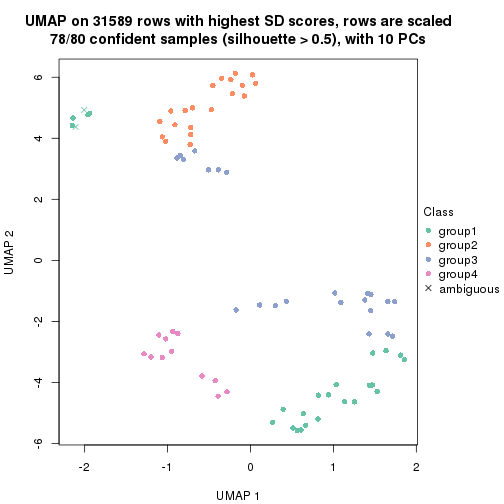 UMAP on 31589 rows with highest SD scores, rows are scaled
78/80 confident samples (silhouette > 0.5), with 10 PCs
6
4
2
0
-2
-4
-6
UMAP 2
-2
-1
0
1
2
UMAP 1
Class
group1
group2
group3
group4
ambiguous